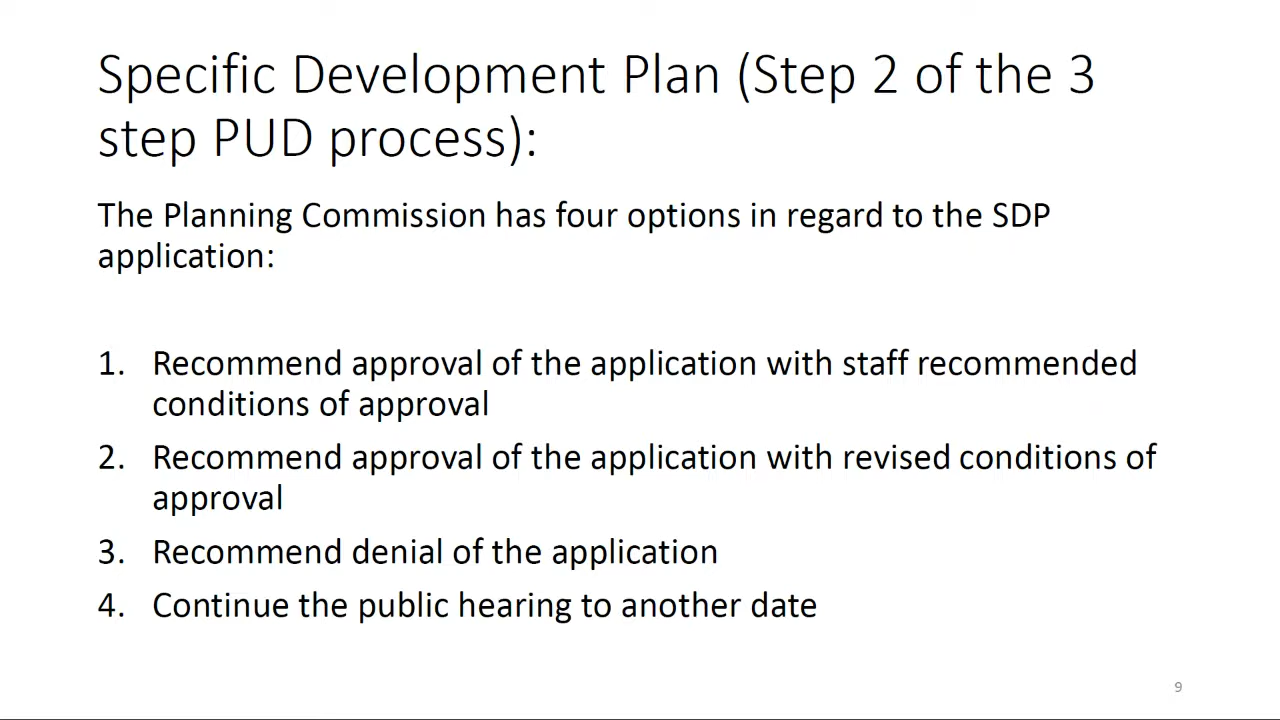 Specific Development Plan (Step 2 of the 3
step PUD process):
The Planning Commission has four options in regard to the SDP
application:
1. Recommend approval of the application with staff recommended
conditions of approval
2. Recommend approval of the application with revised conditions of
approval
3. Recommend denial of the application
4. Continue the public hearing to another date
9